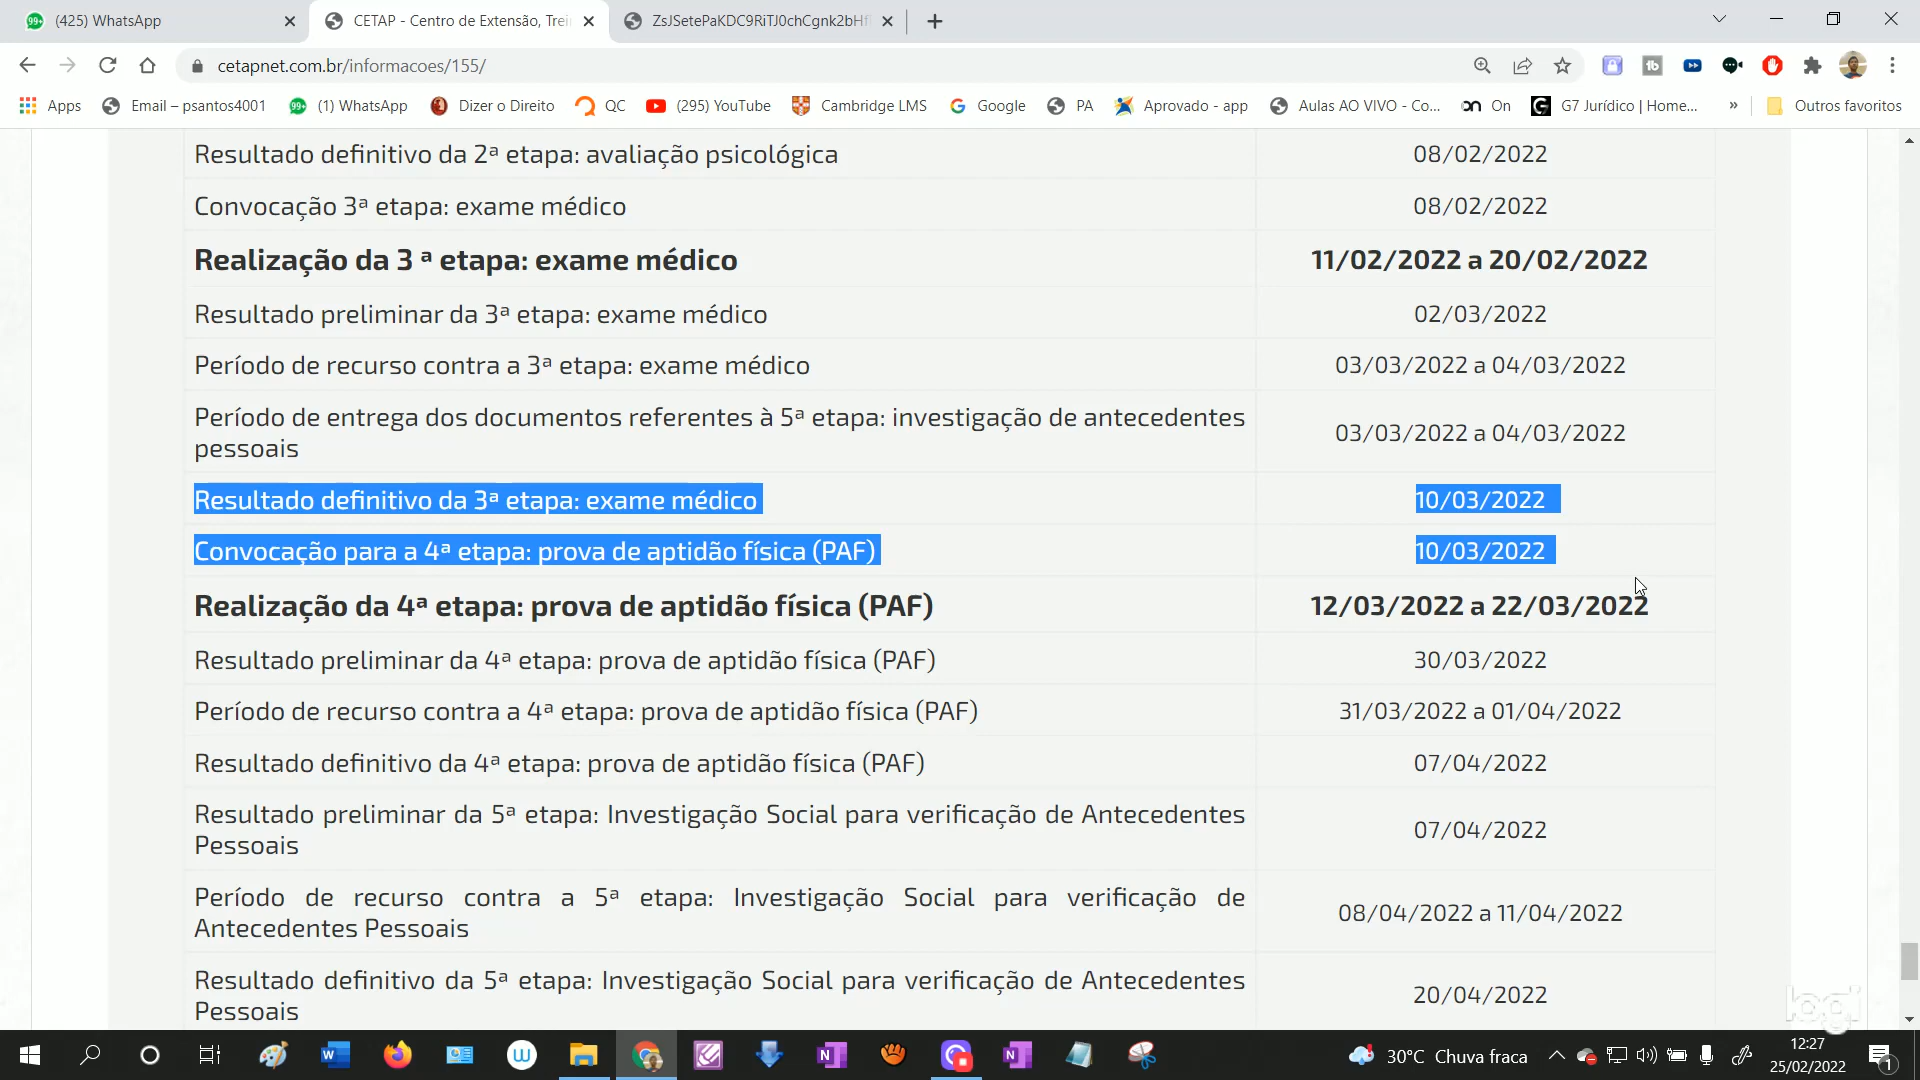 (425) WhatsApp
CETAP - Centro de Extensão, Trei
ZsJSetePaKDC9RiTJ0chCgnk2bHf
cetapnet.com.br/informacoes/155/
Apps
Email – psantos4001
(1) WhatsApp
Dizer o Direito
QC
(295) YouTube
Cambridge LMS
Google
PA
Aprovado - app
Aulas AO VIVO - Co...
On
G7 Jurídico | Home...
»
Outros favoritos
Resultado definitivo da 2ª etapa: avaliação psicológica 08/02/2022
Convocação 3ª etapa: exame médico 08/02/2022
Realização da 3 ª etapa: exame médico 11/02/2022 a 20/02/2022
Resultado preliminar da 3ª etapa: exame médico 02/03/2022
Período de recurso contra a 3ª etapa: exame médico 03/03/2022 a 04/03/2022
Período de entrega dos documentos referentes à 5ª etapa: investigação de antecedentes
pessoais
03/03/2022 a 04/03/2022
Resultado definitivo da 3ª etapa: exame médico 10/03/2022
Convocação para a 4ª etapa: prova de aptidão física (PAF) 10/03/2022
Realização da 4ª etapa: prova de aptidão física (PAF) 12/03/2022 a 22/03/2022
Resultado preliminar da 4ª etapa: prova de aptidão física (PAF) 30/03/2022
Período de recurso contra a 4ª etapa: prova de aptidão física (PAF) 31/03/2022 a 01/04/2022
Resultado definitivo da 4ª etapa: prova de aptidão física (PAF) 07/04/2022
Resultado preliminar da 5ª etapa: Investigação Social para verificação de Antecedentes
Pessoais
07/04/2022
Período de recurso contra a 5ª etapa: Investigação Social para verificação de
Antecedentes Pessoais
08/04/2022 a 11/04/2022
Resultado definitivo da 5ª etapa: Investigação Social para verificação de Antecedentes
Pessoais
20/04/2022
logi
30°C Chuva fraca
12:27
25/02/2022
1